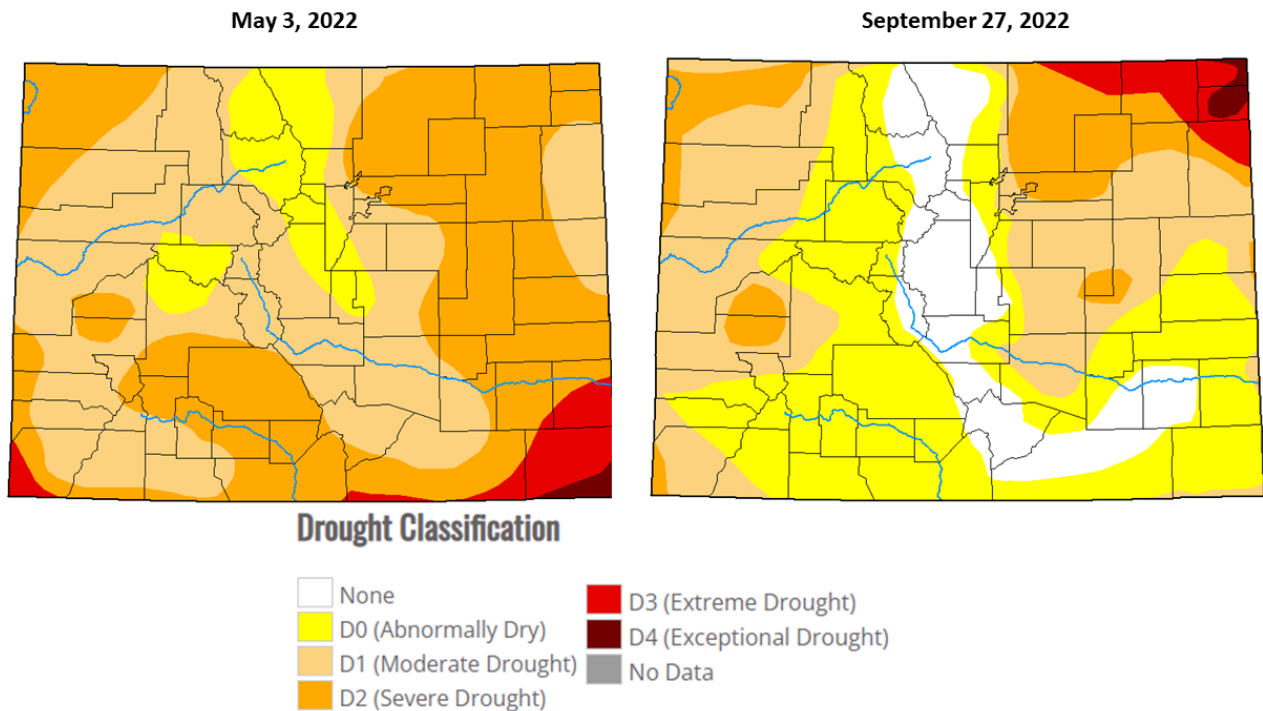 May 3, 2022
September 27, 2022
Drought Classification
None
D0 (Abnormally Dry)
D1 (Moderate Drought)
D2 (Severe Drought)
D3 (Extreme Drought)
D4 (Exceptional Drought)
No Data